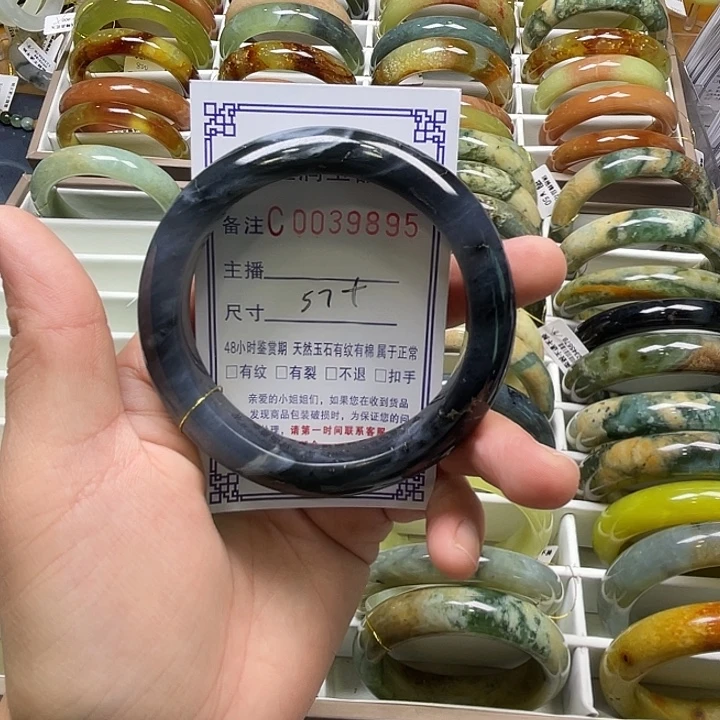 备注C0039895
主播
尺寸 57+
48小时鉴赏期 天然玉石有纹有棉 属于正常
□有纹 □有裂 □不退 □扣手
亲爱的小姐姐们，如果您在收到货品
发现商品包装破损时，为保证您的问
处理，请第一时间联系客服